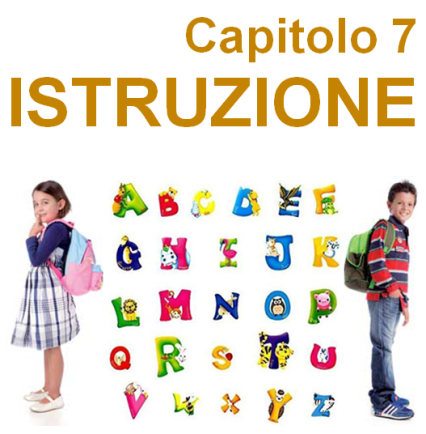 Capitolo 7
ISTRUZIONE
A B C D E F
G H I J K
L M N O P
Q R S T U
V W X Y Z